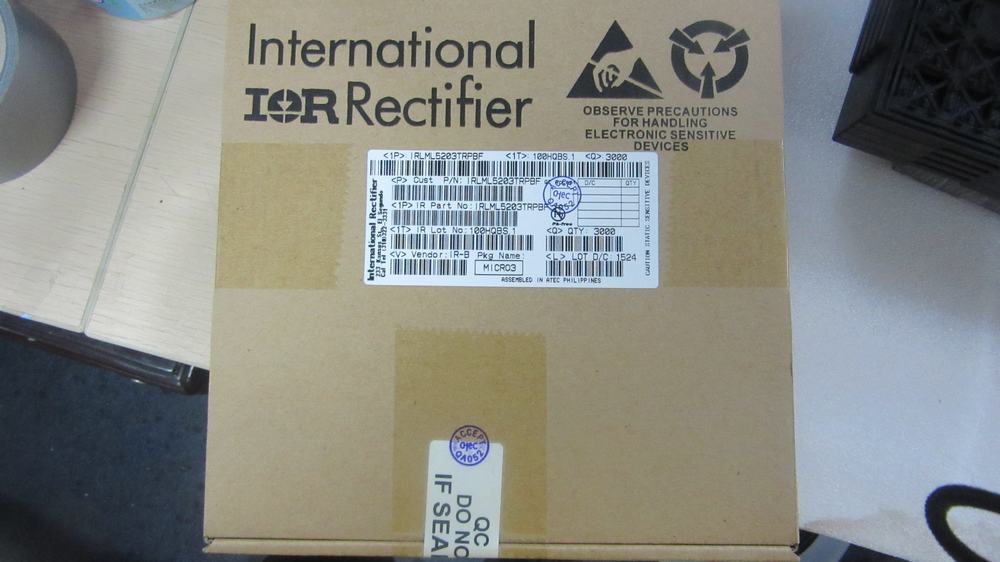 International
IOR Rectifier
OBSERVE PRECAUTIONS
FOR HANDLING
ELECTRONIC SENSITIVE
DEVICES
<1P> IRLML5203TRPBF <1T> 100HQBS.1 <Q> 3000
<P> Cust P/N: IRLML5203TRPBF
D/C QTY
<1P> IR Part No: IRLML5203TRPBF
Pb-free
<1T> IR Lot No: 100HQBS.1 <Q> QTY: 3000
<V> Vendor: IR-B Pkg Name: <L> LOT D/C: 1524
MICRO3
ASSEMBLED IN ATEC PHILIPPINES
International Rectifier
CAUTION STATIC SENSITIVE DEVICES
ACCEPT
QA052
QC
DO NO
IF SEA